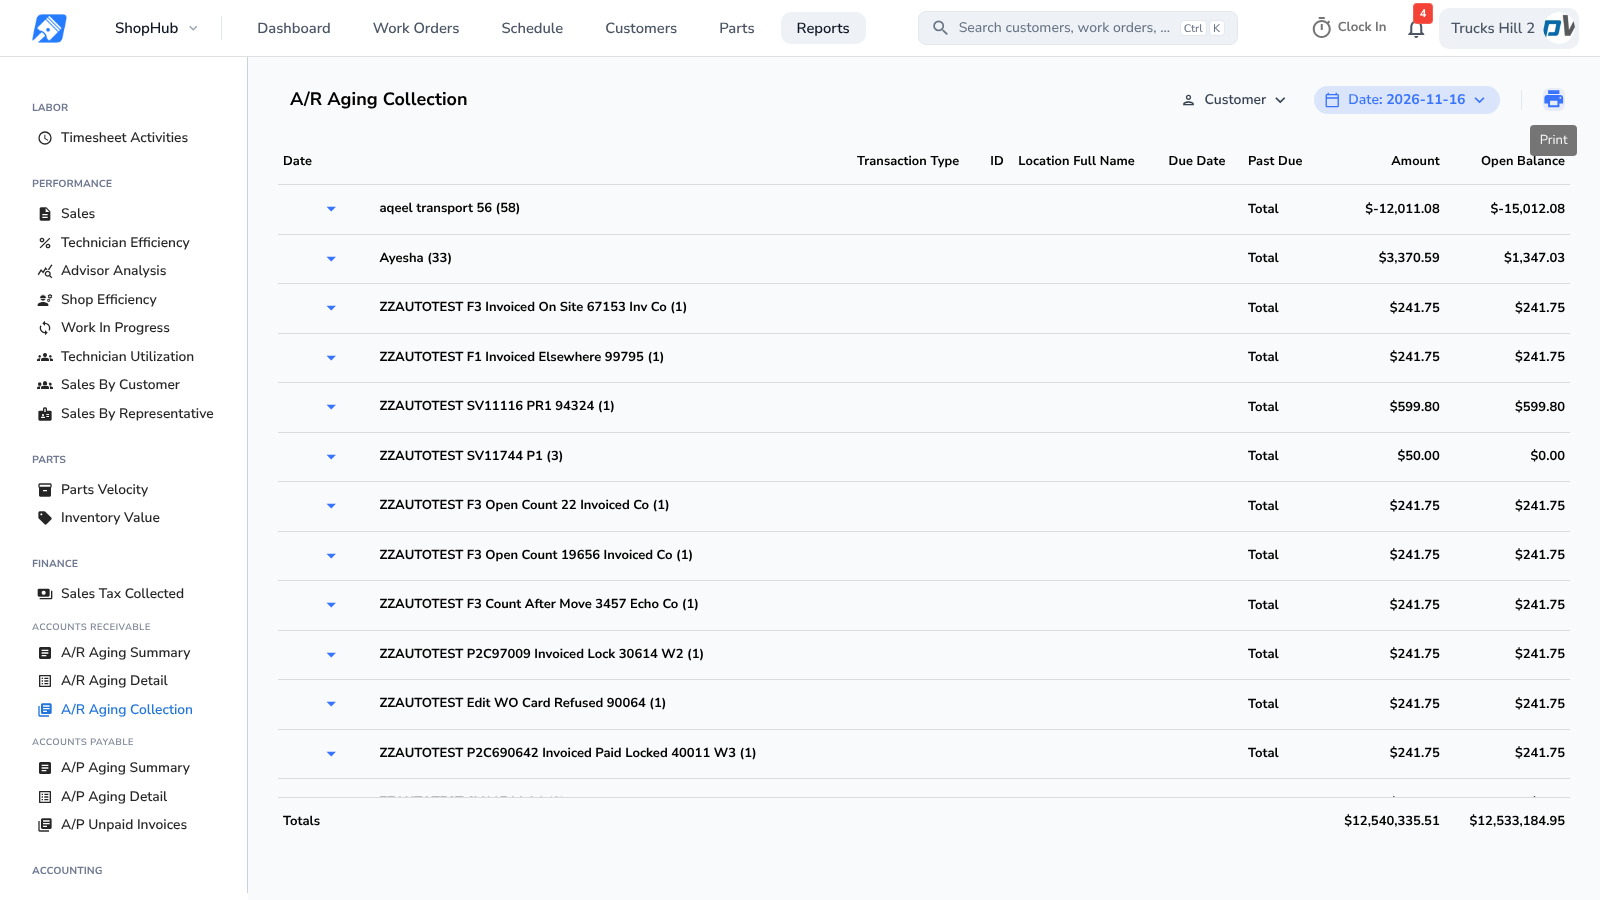 ShopHub
Dashboard
Work Orders
Schedule
Customers
Parts
Reports
Search customers, work orders, ...
Ctrl
K
Clock In
4
Trucks Hill 2
LABOR
Timesheet Activities
PERFORMANCE
Sales
Technician Efficiency
Advisor Analysis
Shop Efficiency
Work In Progress
Technician Utilization
Sales By Customer
Sales By Representative
PARTS
Parts Velocity
Inventory Value
FINANCE
Sales Tax Collected
ACCOUNTS RECEIVABLE
A/R Aging Summary
A/R Aging Detail
A/R Aging Collection
ACCOUNTS PAYABLE
A/P Aging Summary
A/P Aging Detail
A/P Unpaid Invoices
ACCOUNTING
A/R Aging Collection
Customer
Date: 2026-11-16
Print
Date Transaction Type ID Location Full Name Due Date Past Due Amount Open Balance
aqeel transport 56 (58) Total $-12,011.08 $-15,012.08
Ayesha (33) Total $3,370.59 $1,347.03
ZZAUTOTEST F3 Invoiced On Site 67153 Inv Co (1) Total $241.75 $241.75
ZZAUTOTEST F1 Invoiced Elsewhere 99795 (1) Total $241.75 $241.75
ZZAUTOTEST SV11116 PR1 94324 (1) Total $599.80 $599.80
ZZAUTOTEST SV11744 P1 (3) Total $50.00 $0.00
ZZAUTOTEST F3 Open Count 22 Invoiced Co (1) Total $241.75 $241.75
ZZAUTOTEST F3 Open Count 19656 Invoiced Co (1) Total $241.75 $241.75
ZZAUTOTEST F3 Count After Move 3457 Echo Co (1) Total $241.75 $241.75
ZZAUTOTEST P2C97009 Invoiced Lock 30614 W2 (1) Total $241.75 $241.75
ZZAUTOTEST Edit WO Card Refused 90064 (1) Total $241.75 $241.75
ZZAUTOTEST P2C690642 Invoiced Paid Locked 40011 W3 (1) Total $241.75 $241.75
Totals $12,540,335.51 $12,533,184.95